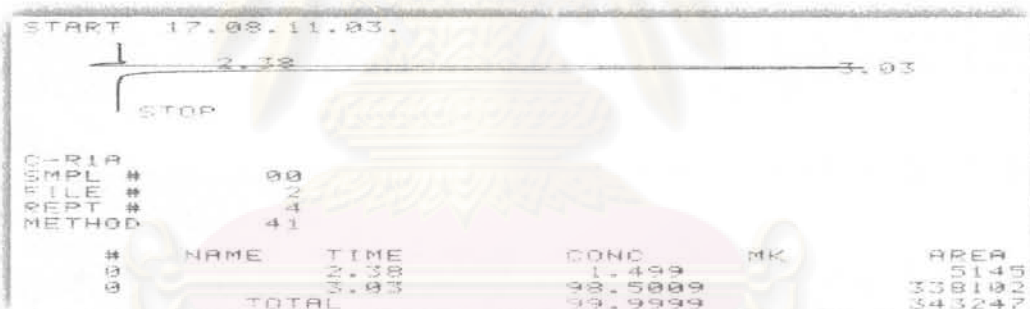 START 17.08.11.03.
2.38
3.03
STOP
C-R1A
SMPL # 00
FILE # 2
REPT # 4
METHOD 41
# NAME TIME CONC MK AREA
0 2.38 1.499 5145
0 3.03 98.5009 338102
TOTAL 99.9999 343247